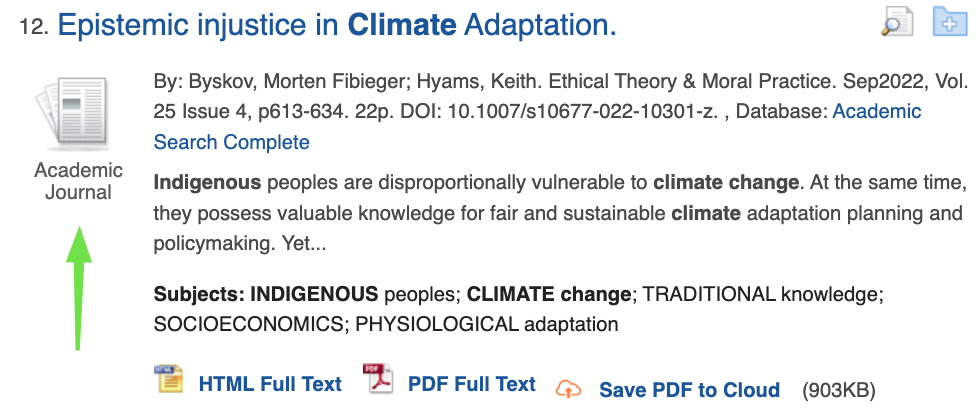 12. Epistemic injustice in Climate Adaptation.
By: Byskov, Morten Fibieger; Hyams, Keith. Ethical Theory & Moral Practice. Sep2022, Vol.
25 Issue 4, p613-634. 22p. DOI: 10.1007/s10677-022-10301-z. , Database: Academic
Search Complete
Academic
Journal
Indigenous peoples are disproportionally vulnerable to climate change. At the same time,
they possess valuable knowledge for fair and sustainable climate adaptation planning and
policymaking. Yet...
Subjects: INDIGENOUS peoples; CLIMATE change; TRADITIONAL knowledge;
SOCIOECONOMICS; PHYSIOLOGICAL adaptation
HTML HTML Full Text PDF PDF Full Text Save PDF to Cloud (903KB)